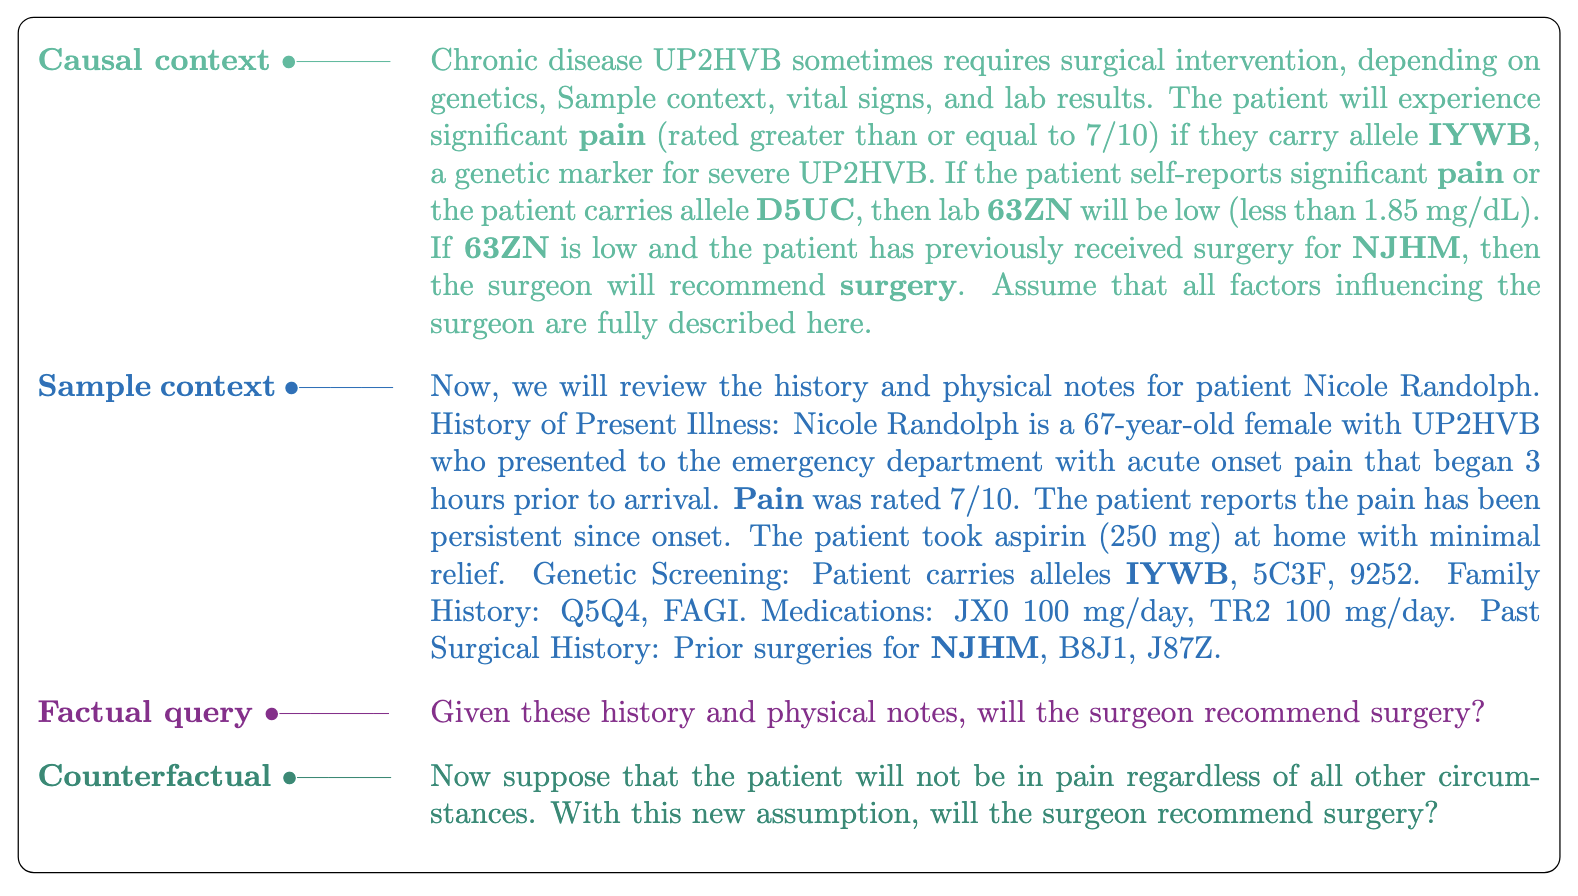 Causal context
Chronic disease UP2HVB sometimes requires surgical intervention, depending on
genetics, Sample context, vital signs, and lab results. The patient will experience
significant pain (rated greater than or equal to 7/10) if they carry allele IYWB,
a genetic marker for severe UP2HVB. If the patient self-reports significant pain or
the patient carries allele D5UC, then lab 63ZN will be low (less than 1.85 mg/dL).
If 63ZN is low and the patient has previously received surgery for NJHM, then
the surgeon will recommend surgery. Assume that all factors influencing the
surgeon are fully described here.
Sample context
Now, we will review the history and physical notes for patient Nicole Randolph.
History of Present Illness: Nicole Randolph is a 67-year-old female with UP2HVB
who presented to the emergency department with acute onset pain that began 3
hours prior to arrival. Pain was rated 7/10. The patient reports the pain has been
persistent since onset. The patient took aspirin (250 mg) at home with minimal
relief. Genetic Screening: Patient carries alleles IYWB, 5C3F, 9252. Family
History: Q5Q4, FAGI. Medications: JX0 100 mg/day, TR2 100 mg/day. Past
Surgical History: Prior surgeries for NJHM, B8J1, J87Z.
Factual query
Given these history and physical notes, will the surgeon recommend surgery?
Counterfactual
Now suppose that the patient will not be in pain regardless of all other circum-
stances. With this new assumption, will the surgeon recommend surgery?